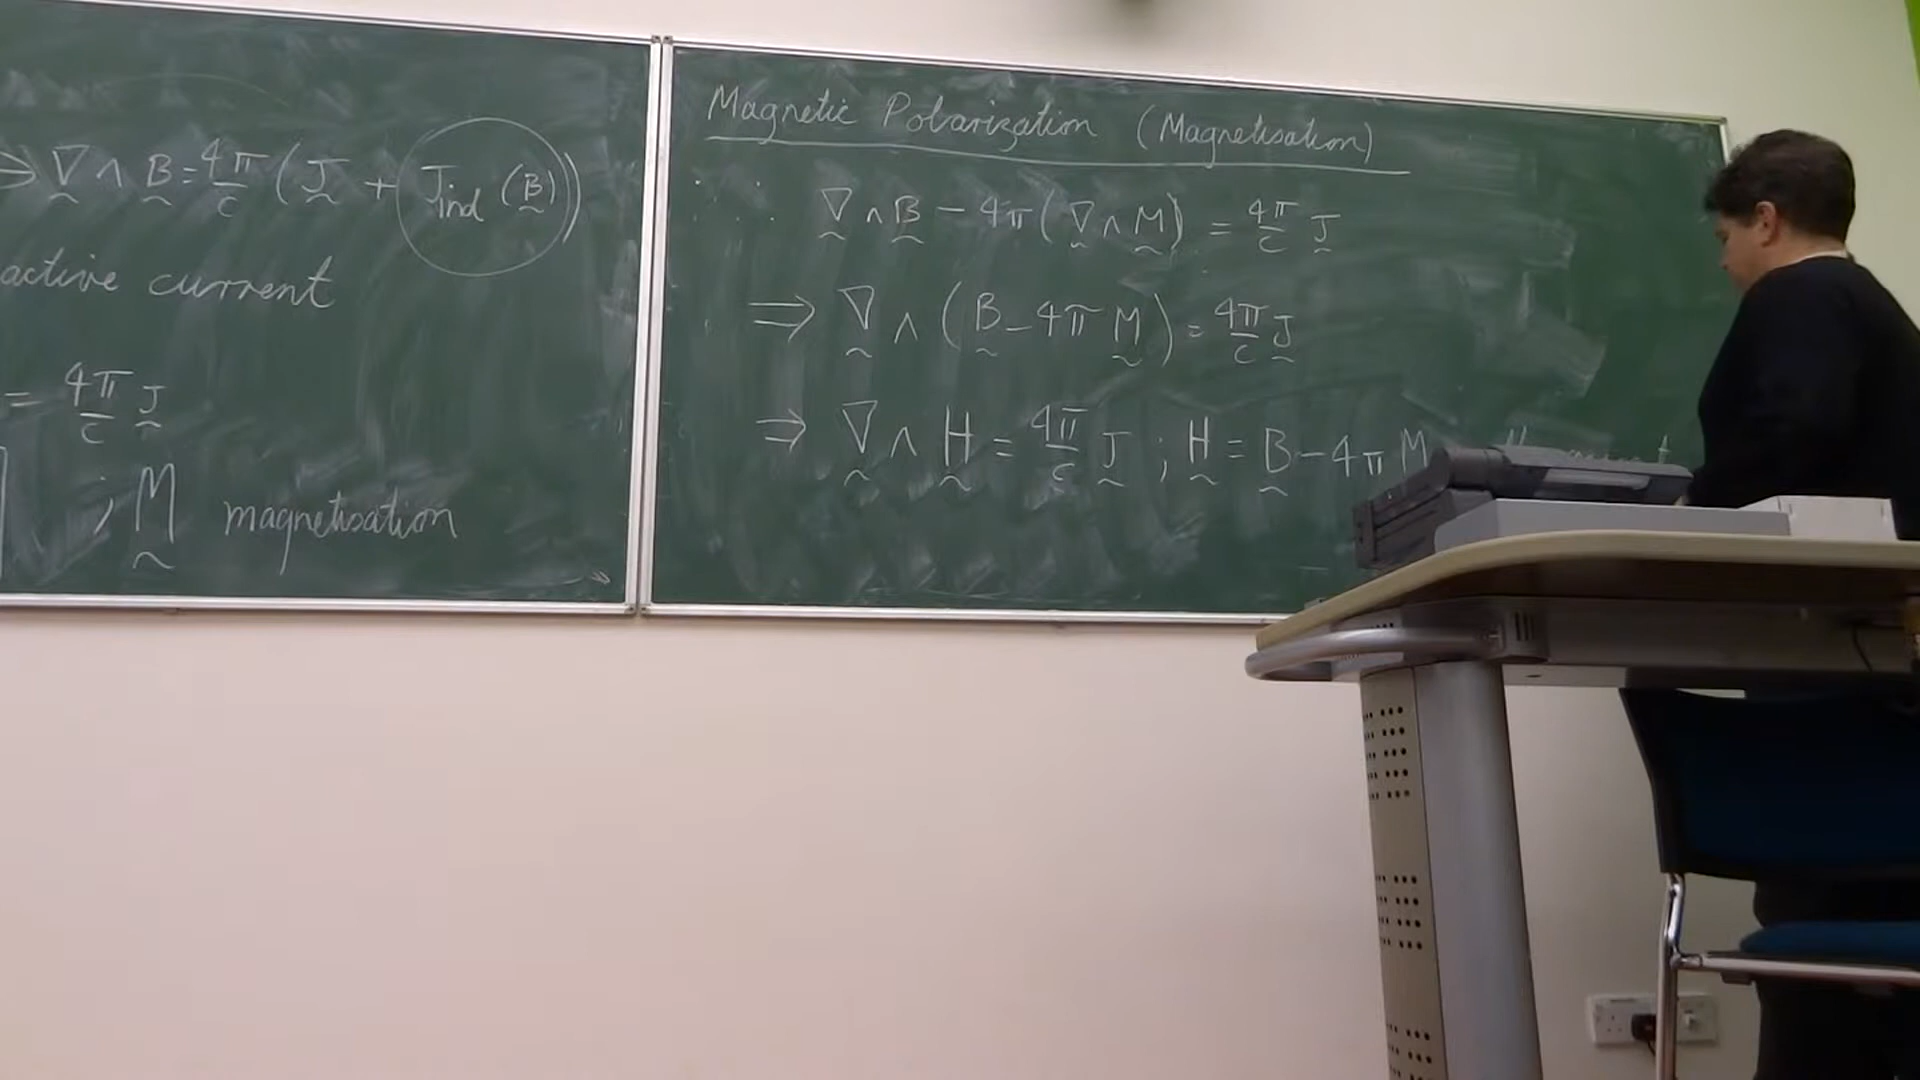 ⇒ ∇ ∧ B = 4π/c (J + J_ind (B))
active current
= 4π/c J
; M magnetisation
Magnetic Polarization (Magnetisation)
∇ ∧ B − 4π (∇ ∧ M) = 4π/c J
⇒ ∇ ∧ (B − 4π M) = 4π/c J
⇒ ∇ ∧ H = 4π/c J ; H = B − 4π M